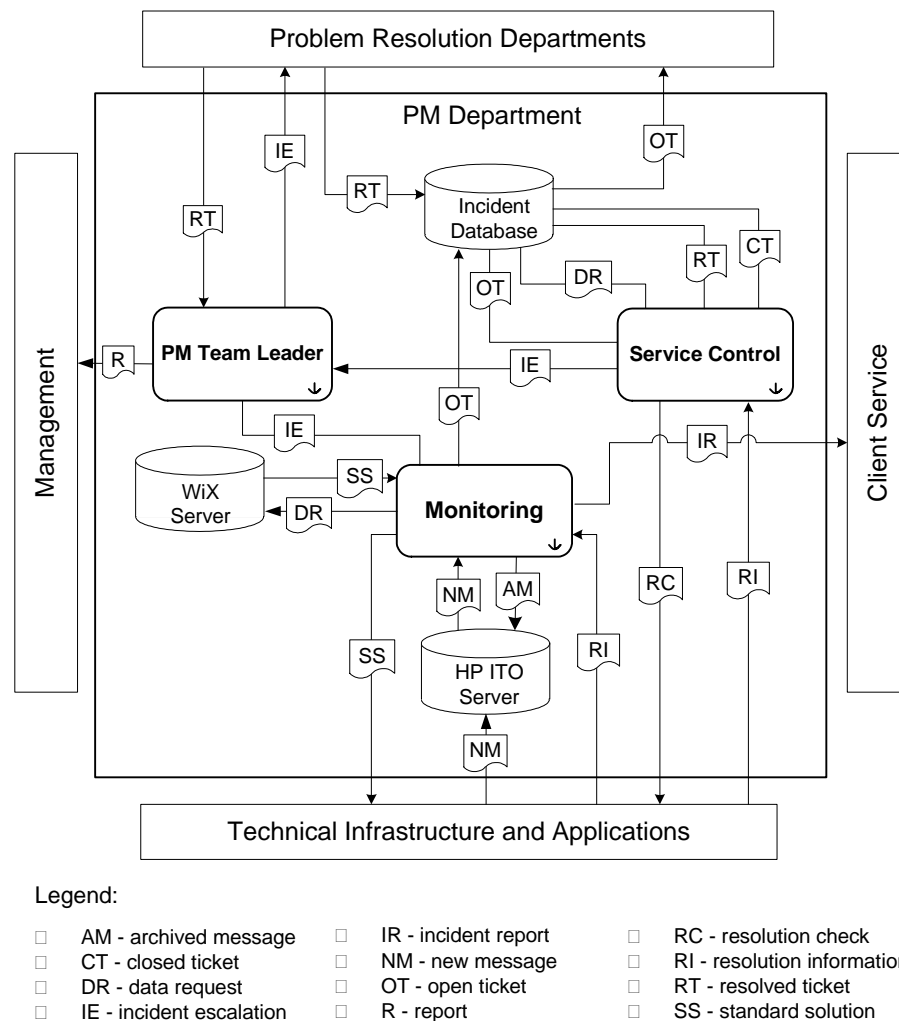 Problem Resolution Departments
PM Department
IE
OT
RT
RT
Incident
Database
CT
RT
OT
DR
Management
Client Service
PM Team Leader
Service Control
R
IE
OT
IE
IR
WiX
Server
SS
DR
Monitoring
NM
AM
RC
RI
SS
RI
HP ITO
Server
NM
Technical Infrastructure and Applications
Legend:
AM - archived message
CT - closed ticket
DR - data request
IE - incident escalation
IR - incident report
NM - new message
OT - open ticket
R - report
RC - resolution check
RI - resolution information
RT - resolved ticket
SS - standard solution